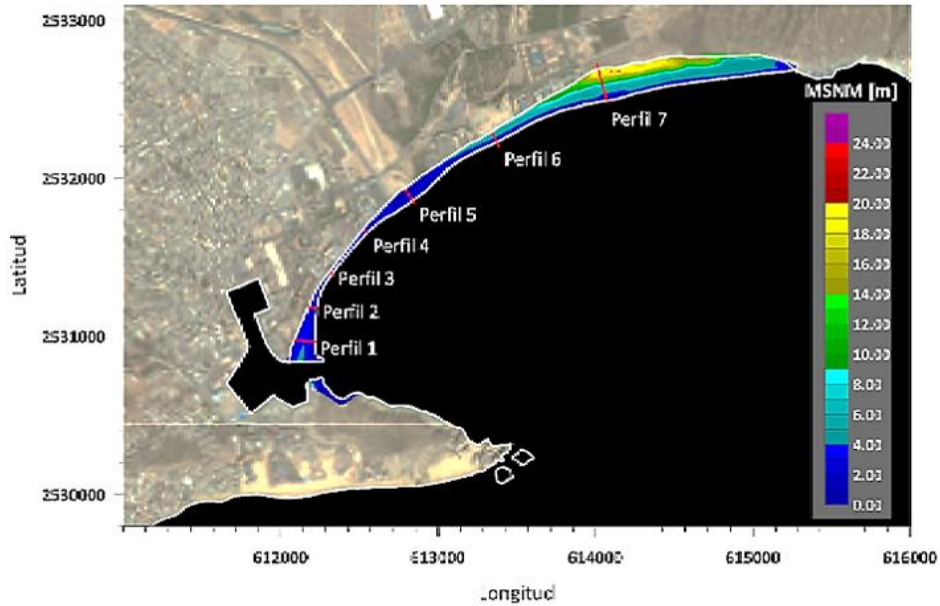 2533000
2532000
2531000
2530000
Latitud
MSNM [m]
24.00
22.00
20.00
18.00
16.00
14.00
12.00
10.00
8.00
6.00
4.00
2.00
0.00
Perfil 7
Perfil 6
Perfil 5
Perfil 4
Perfil 3
Perfil 2
Perfil 1
612000
613000
614000
615000
616000
Longitud